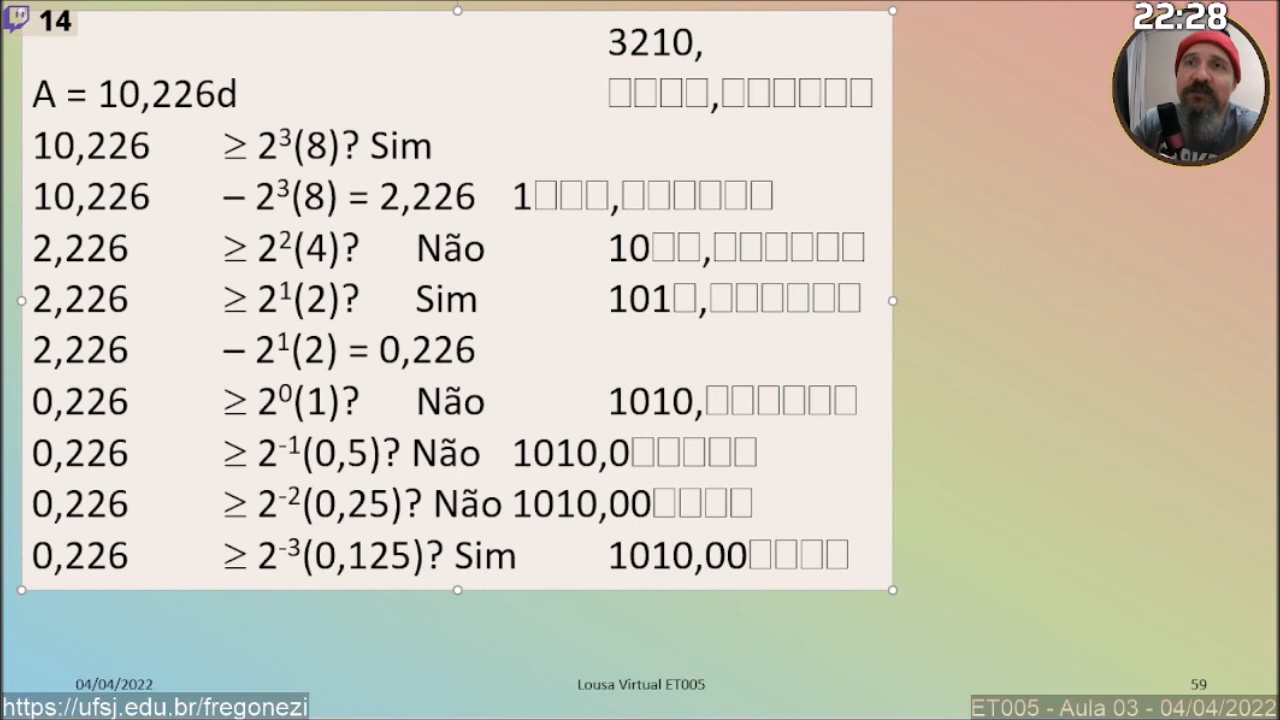 14
22:28
3210,
A = 10,226d □□□□,□□□□□□
10,226 ≥ 2³(8)? Sim
10,226 – 2³(8) = 2,226 1□□□,□□□□□□
2,226 ≥ 2²(4)? Não 10□□,□□□□□□
2,226 ≥ 2¹(2)? Sim 101□,□□□□□□
2,226 – 2¹(2) = 0,226
0,226 ≥ 2⁰(1)? Não 1010,□□□□□□
0,226 ≥ 2⁻¹(0,5)? Não 1010,0□□□□□
0,226 ≥ 2⁻²(0,25)? Não 1010,00□□□□
0,226 ≥ 2⁻³(0,125)? Sim 1010,00□□□□
04/04/2022 Lousa Virtual ET005 59
https://ufsj.edu.br/fregonezi ET005 - Aula 03 - 04/04/2022